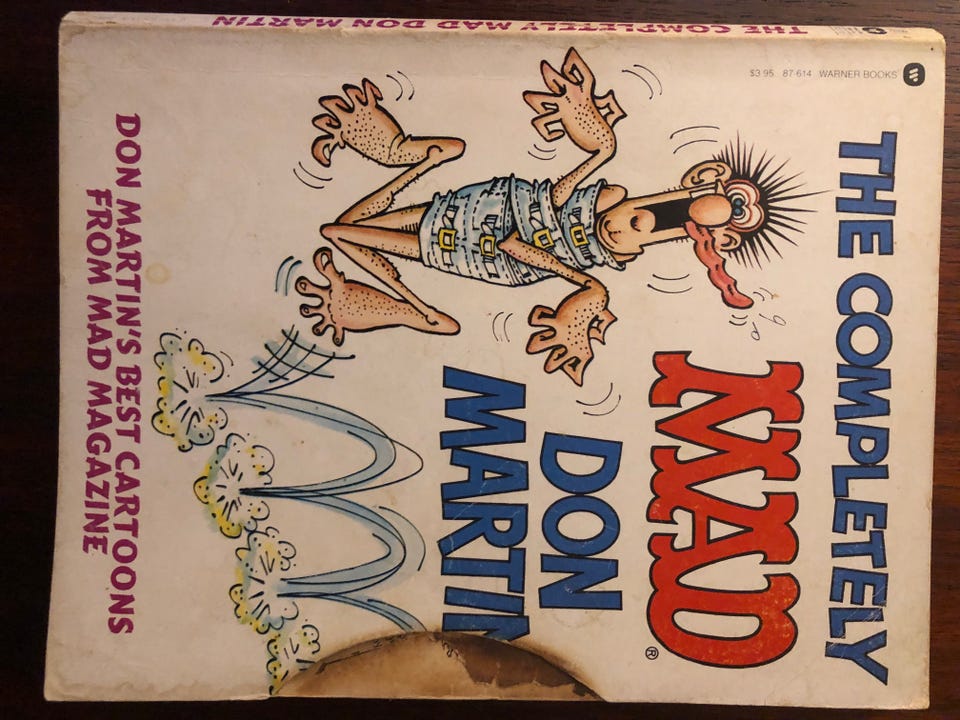 THE COMPLETELY MAD DON MARTIN
$3.95 87-614 WARNER BOOKS
THE COMPLETELY
MAD®
DON
MARTIN
DON MARTIN'S BEST CARTOONS
FROM MAD MAGAZINE